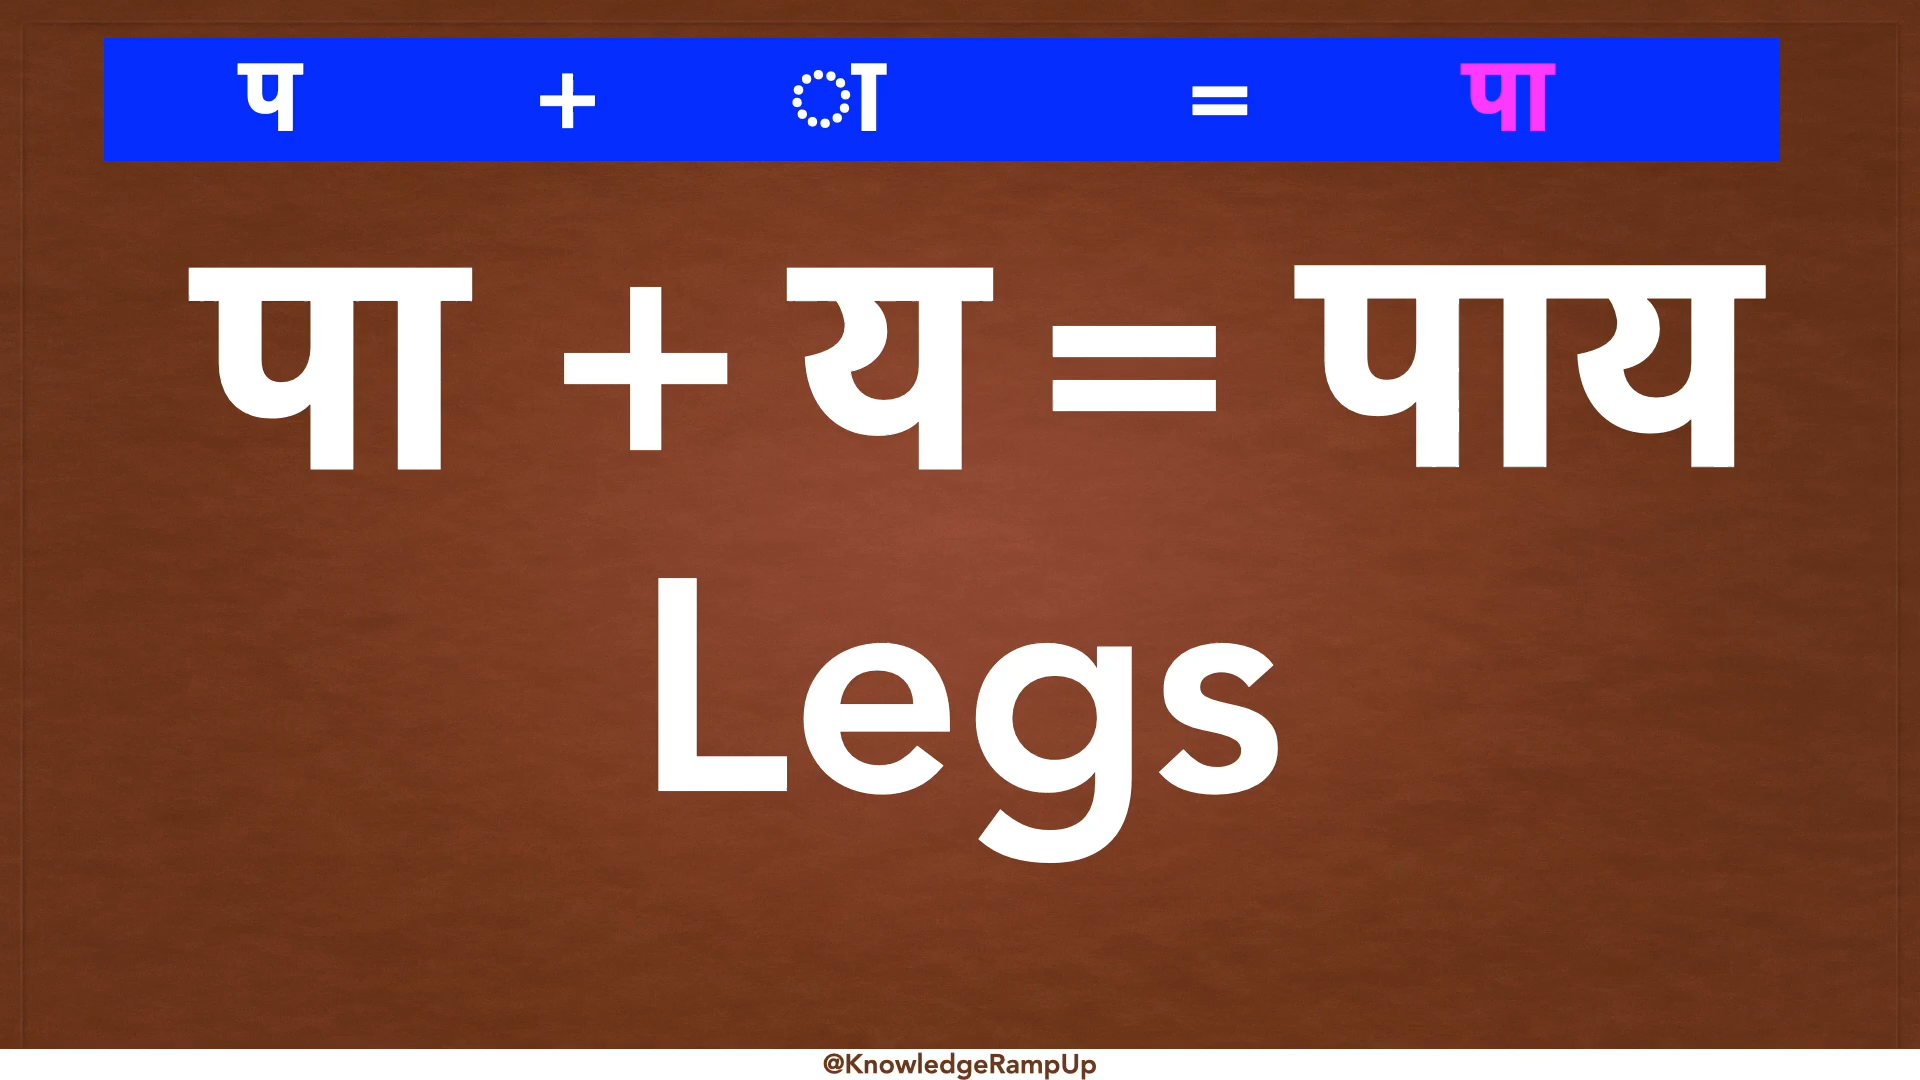 प + ा = पा
पा + य = पाय
Legs
@KnowledgeRampUp